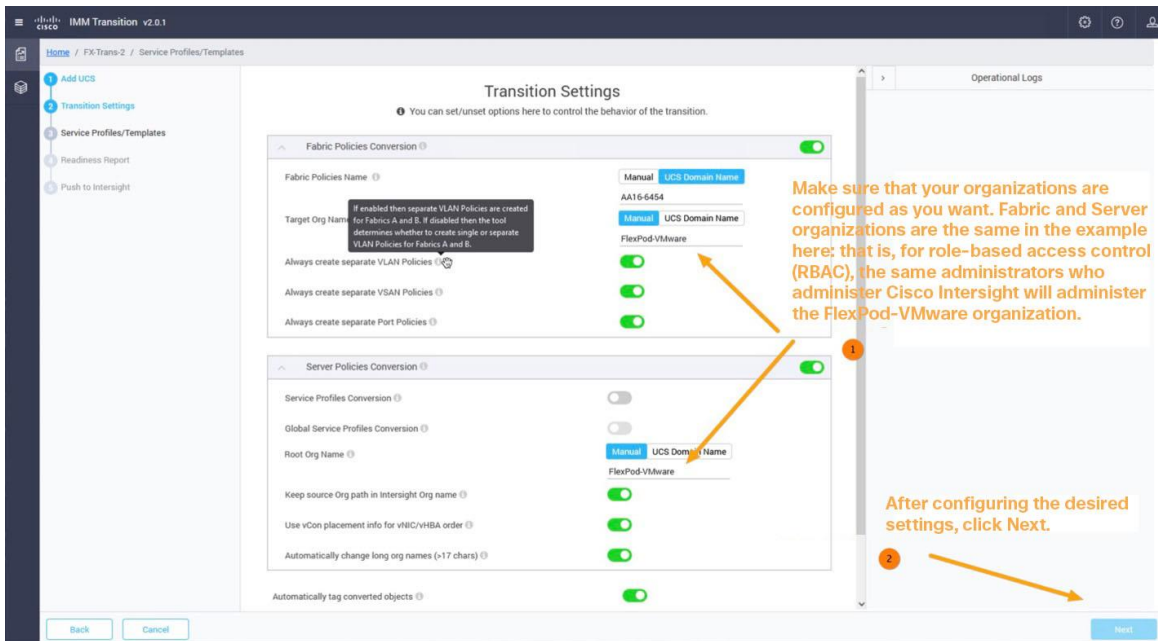 cisco IMM Transition v2.0.1
Home / FX-Trans-2 / Service Profiles/Templates
1 Add UCS
2 Transition Settings
3 Service Profiles/Templates
4 Readiness Report
5 Push to Intersight
Transition Settings
You can set/unset options here to control the behavior of the transition.
Fabric Policies Conversion
Fabric Policies Name
Manual UCS Domain Name
AA16-6454
If enabled then separate VLAN Policies are created
for Fabrics A and B. If disabled then the tool
determines whether to create single or separate
VLAN Policies for Fabrics A and B.
Target Org Name
Manual UCS Domain Name
FlexPod-VMware
Always create separate VLAN Policies
Always create separate VSAN Policies
Always create separate Port Policies
Server Policies Conversion
Service Profiles Conversion
Global Service Profiles Conversion
Root Org Name
Manual UCS Domain Name
FlexPod-VMware
Keep source Org path in Intersight Org name
Use vCon placement info for vNIC/vHBA order
Automatically change long org names (>17 chars)
Automatically tag converted objects
Operational Logs
Make sure that your organizations are
configured as you want. Fabric and Server
organizations are the same in the example
here: that is, for role-based access control
(RBAC), the same administrators who
administer Cisco Intersight will administer
the FlexPod-VMware organization.
1
After configuring the desired
settings, click Next.
2
Back
Cancel
Next